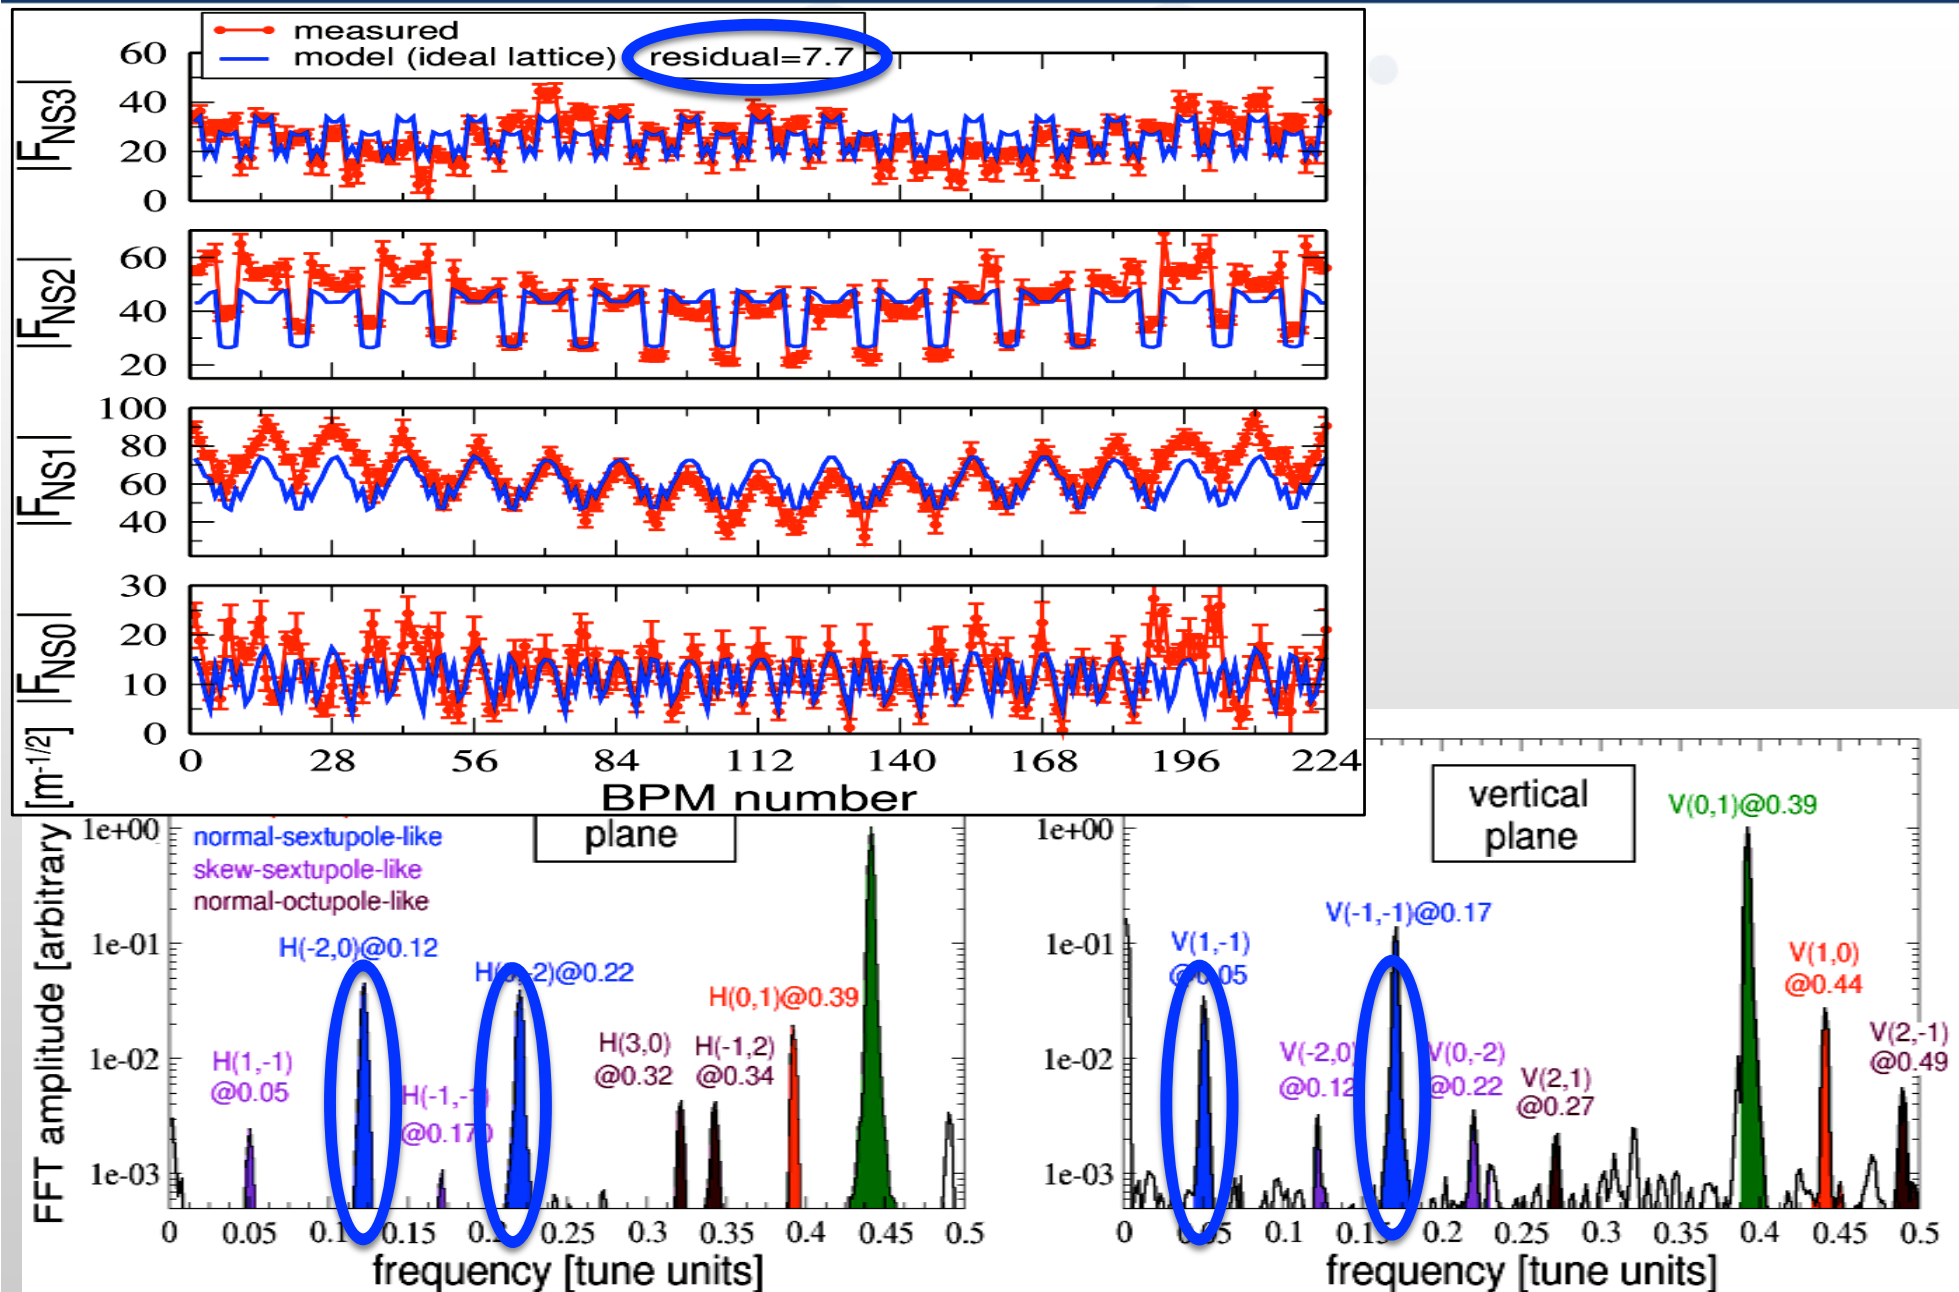 measured
model (ideal lattice) residual=7.7
|F_NS3|
60
40
20
0
|F_NS2|
60
40
20
|F_NS1|
100
80
60
40
|F_NS0| [m^-1/2]
30
20
10
0
0 28 56 84 112 140 168 196 224
BPM number
plane
normal-sextupole-like
skew-sextupole-like
normal-octupole-like
FFT amplitude [arbitrary
1e+00
1e-01
1e-02
1e-03
H(-2,0)@0.12
@0.22
H(0,1)@0.39
H(1,-1)
@0.05
H(-1,-1)
@0.17
H(3,0)
@0.32
H(-1,2)
@0.34
0 0.05 0.15 0.25 0.3 0.35 0.4 0.45 0.5
frequency [tune units]
vertical
plane
1e+00
1e-01
1e-02
1e-03
V(0,1)@0.39
V(-1,-1)@0.17
V(1,-1)
@0.05
V(1,0)
@0.44
V(-2,0)
@0.12
V(0,-2)
@0.22
V(2,1)
@0.27
V(2,-1)
@0.49
0 0.05 0.1 0.15 0.2 0.25 0.3 0.35 0.4 0.45 0.5
frequency [tune units]